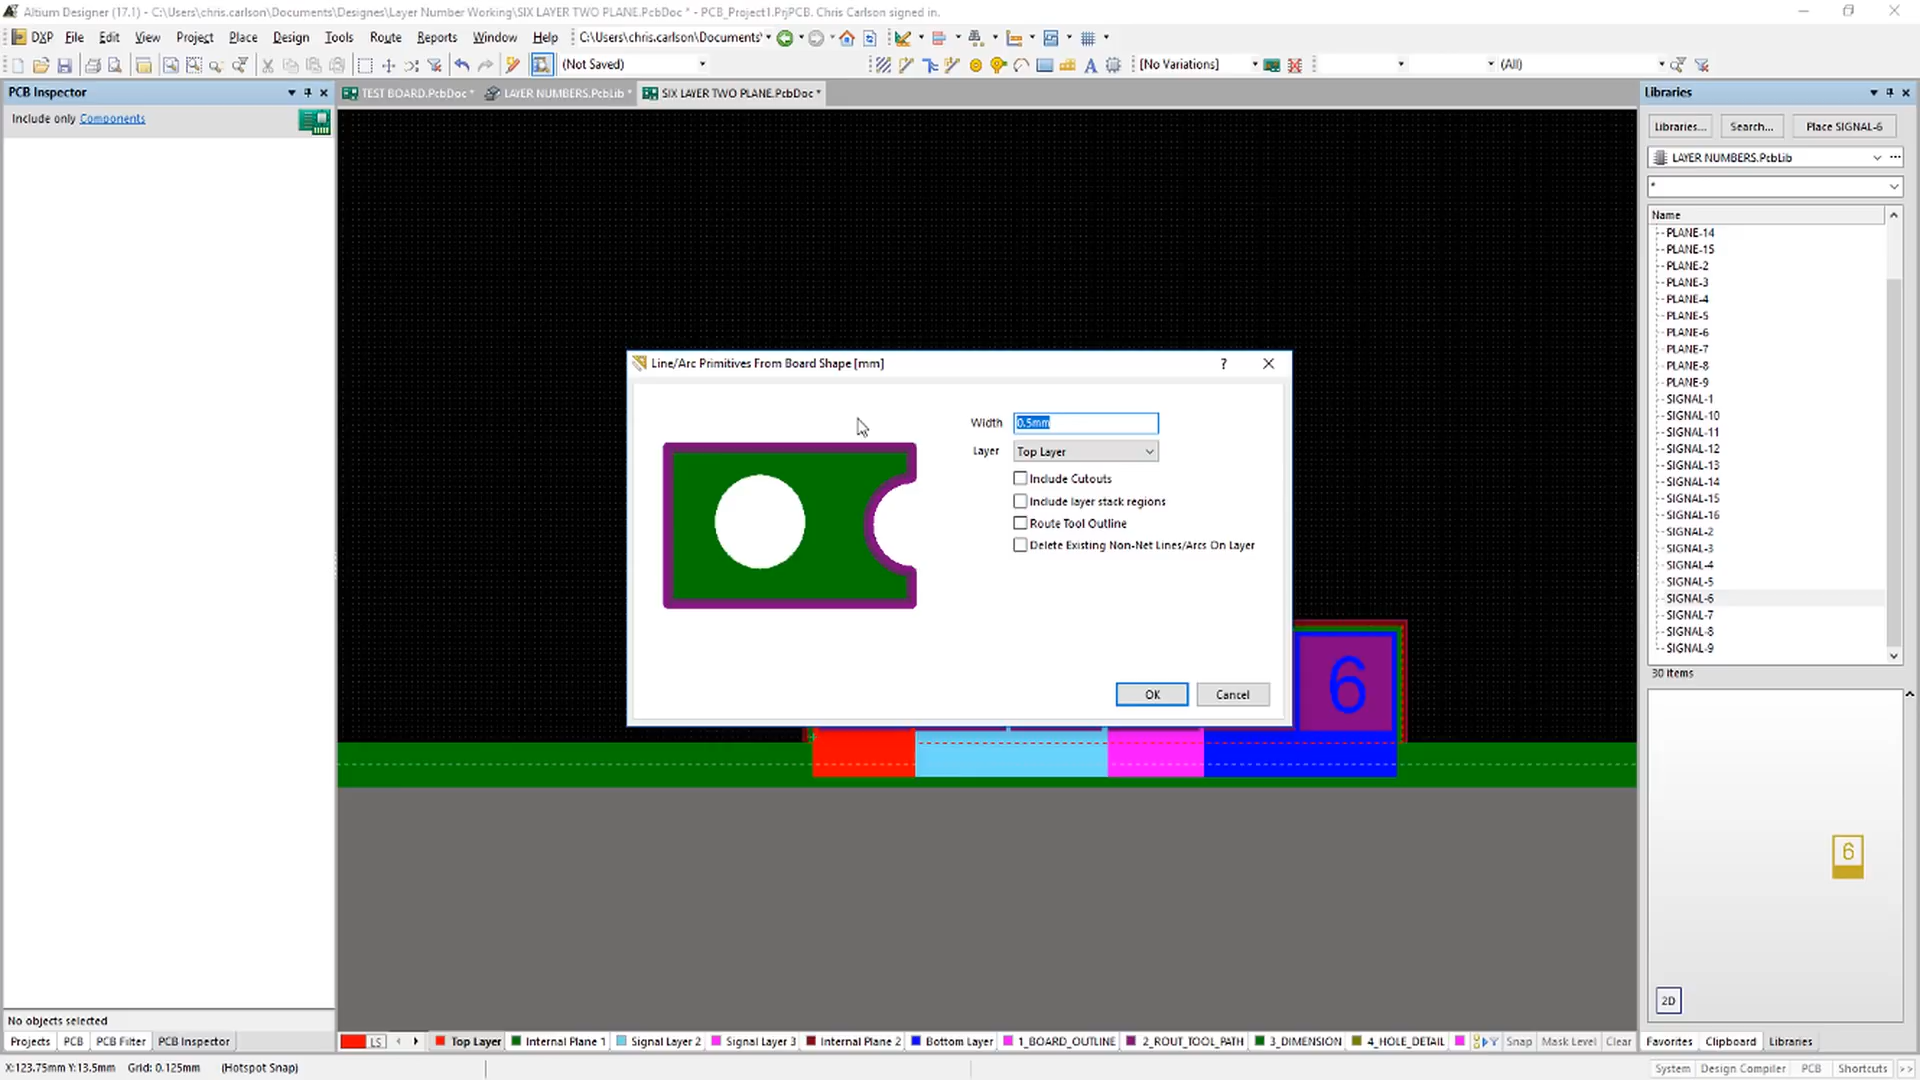 Altium Designer (17.1) - C:\Users\chris.carlson\Documents\Designes\Layer Number Working\SIX LAYER TWO PLANE.PcbDoc * - PCB_Project1.PrjPCB. Chris Carlson signed in.
DXP File Edit View Project Place Design Tools Route Reports Window Help C:\Users\chris.carlson\Documents'
(Not Saved) [No Variations] (All)
PCB Inspector
TEST BOARD.PcbDoc * LAYER NUMBERS.PcbLib * SIX LAYER TWO PLANE.PcbDoc *
Libraries
Include only Components
Libraries... Search... Place SIGNAL-6
LAYER NUMBERS.PcbLib
*
Name
PLANE-14
PLANE-15
PLANE-2
PLANE-3
PLANE-4
PLANE-5
PLANE-6
PLANE-7
PLANE-8
PLANE-9
SIGNAL-1
SIGNAL-10
SIGNAL-11
SIGNAL-12
SIGNAL-13
SIGNAL-14
SIGNAL-15
SIGNAL-16
SIGNAL-2
SIGNAL-3
SIGNAL-4
SIGNAL-5
SIGNAL-6
SIGNAL-7
SIGNAL-8
SIGNAL-9
30 items
Line/Arc Primitives From Board Shape [mm] ?
Width 0.5mm
Layer Top Layer
Include Cutouts
Include layer stack regions
Route Tool Outline
Delete Existing Non-Net Lines/Arcs On Layer
OK Cancel
6
6
2D
No objects selected
Projects PCB PCB Filter PCB Inspector
LS Top Layer Internal Plane 1 Signal Layer 2 Signal Layer 3 Internal Plane 2 Bottom Layer 1_BOARD_OUTLINE 2_ROUT_TOOL_PATH 3_DIMENSION 4_HOLE_DETAIL Snap Mask Level Clear
Favorites Clipboard Libraries
X:123.75mm Y:13.5mm Grid: 0.125mm (Hotspot Snap)
System Design Compiler PCB Shortcuts >>